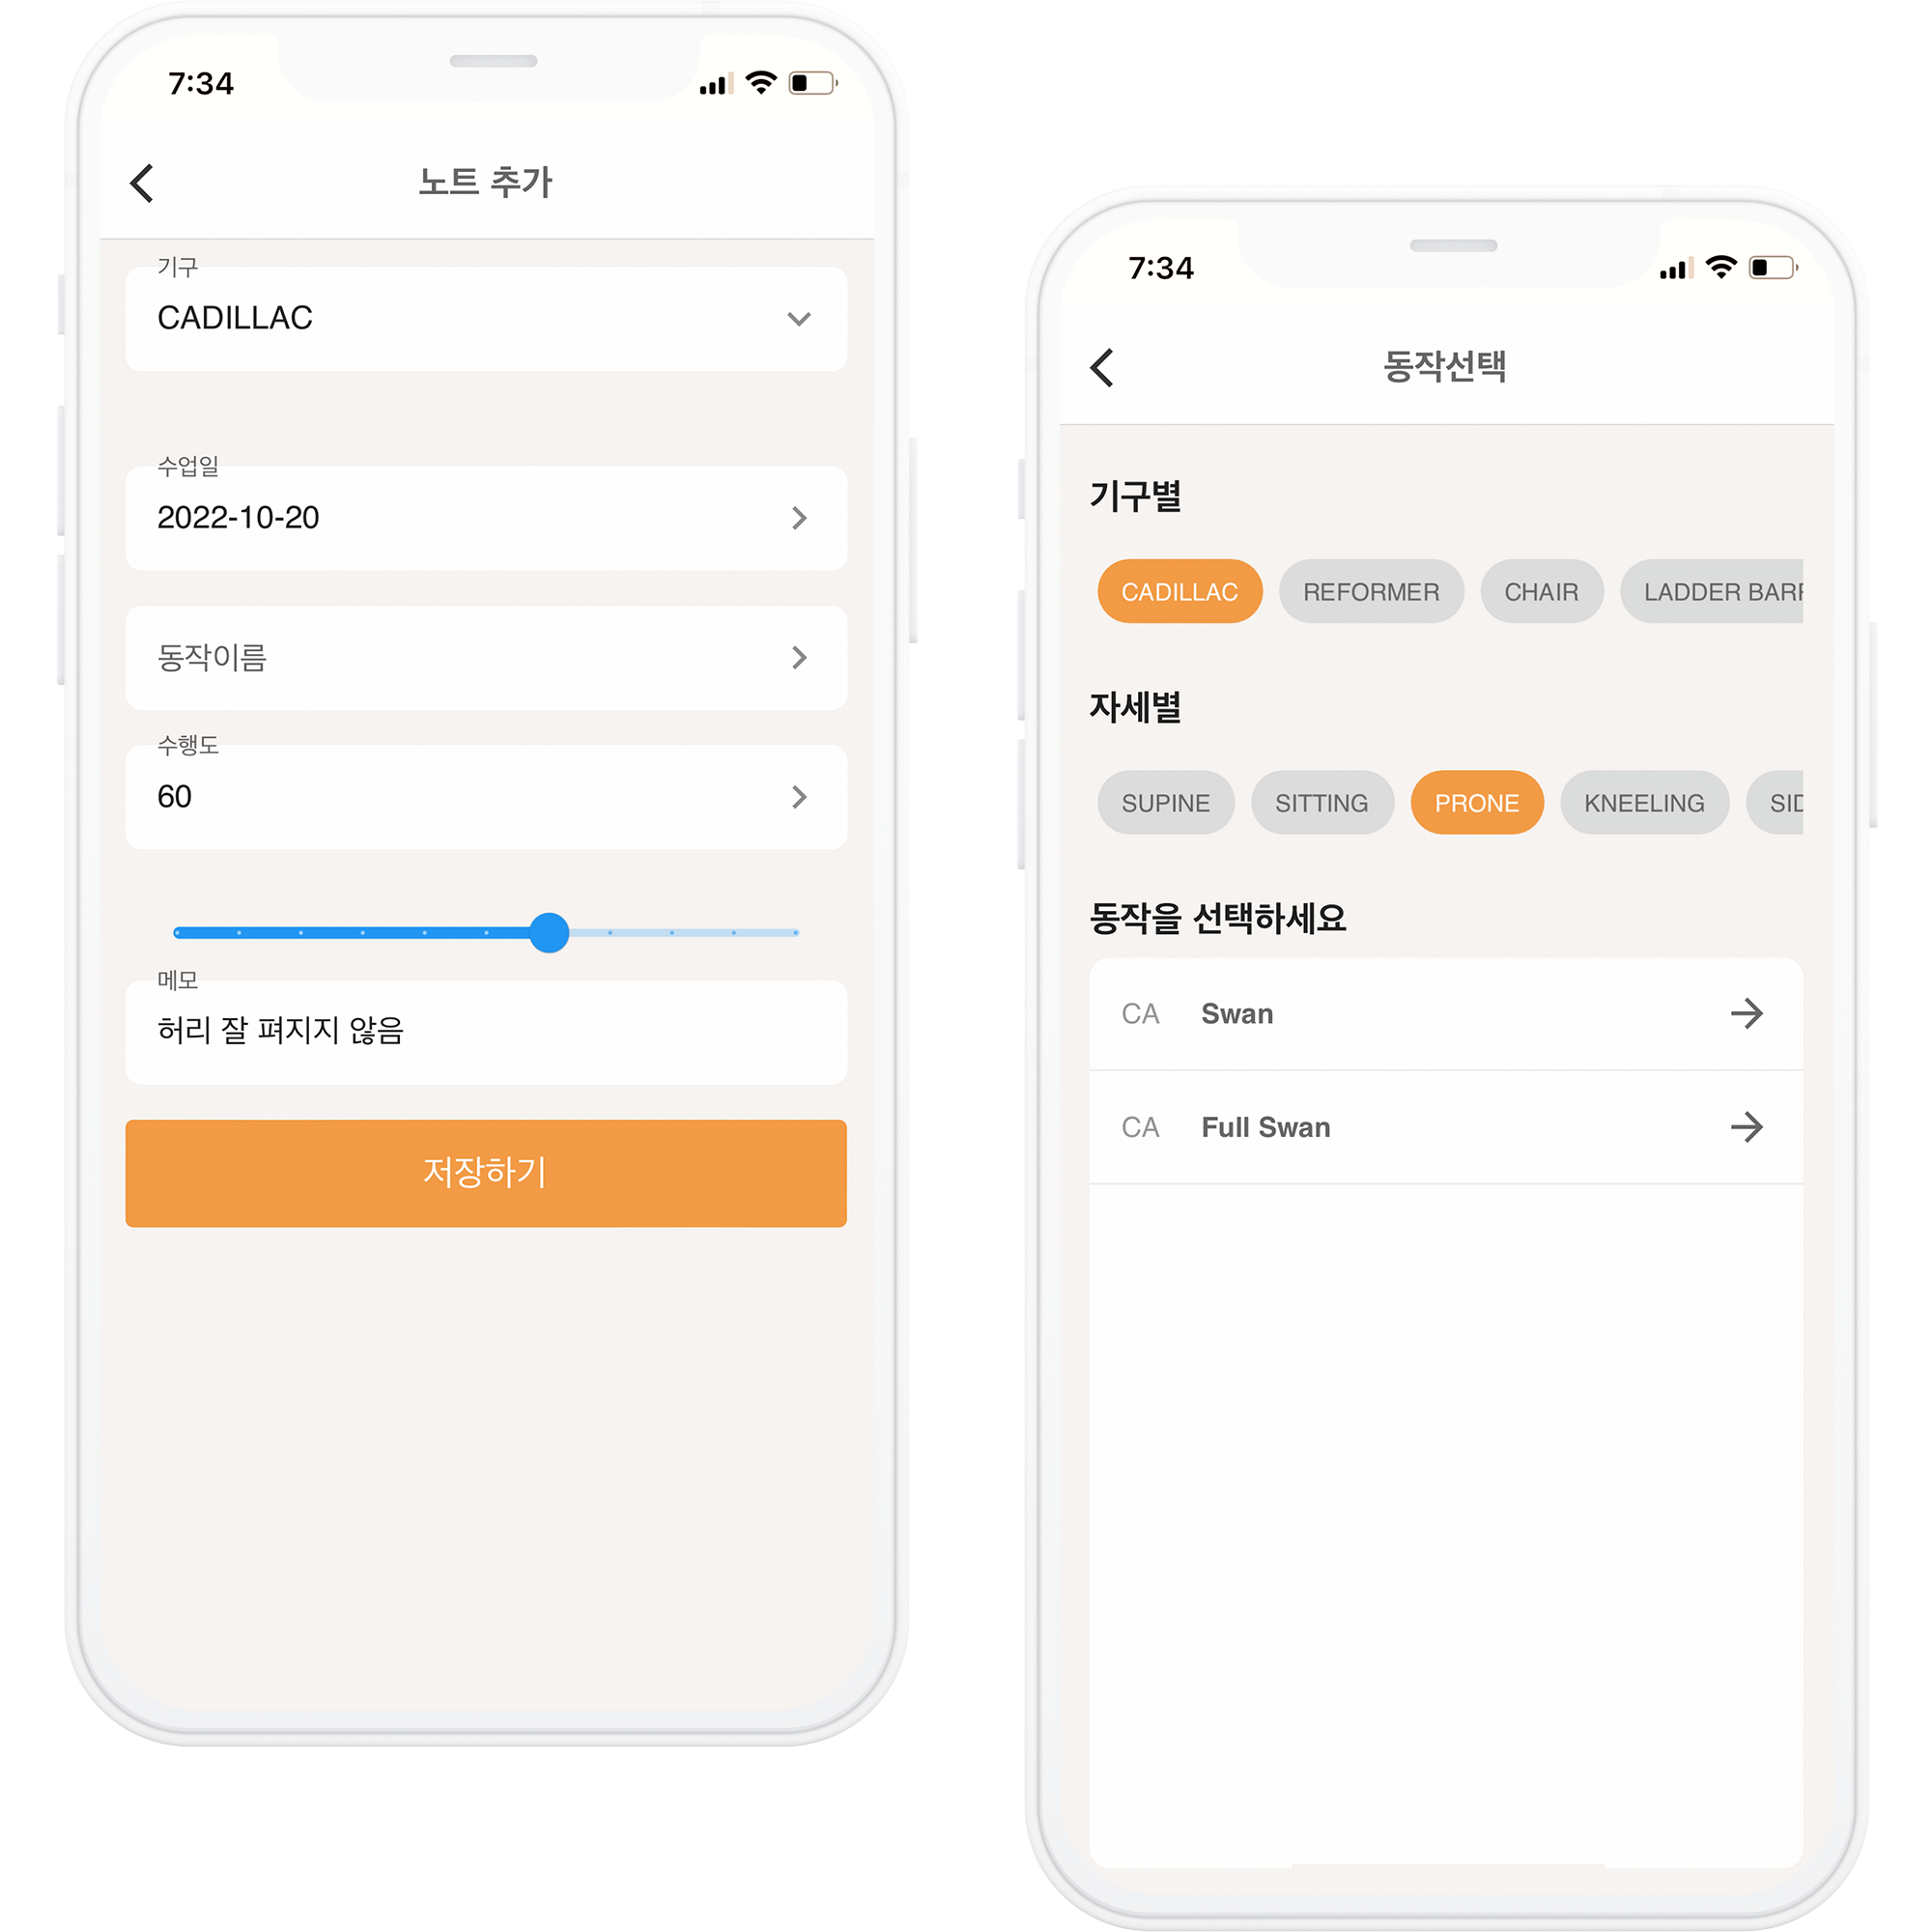 7:34
노트 추가
기구
CADILLAC
수업일
2022-10-20
동작이름
수행도
60
메모
허리 잘 펴지지 않음
저장하기
7:34
동작선택
기구별
CADILLAC REFORMER CHAIR LADDER BARR
자세별
SUPINE SITTING PRONE KNEELING SID
동작을 선택하세요
CA Swan
CA Full Swan